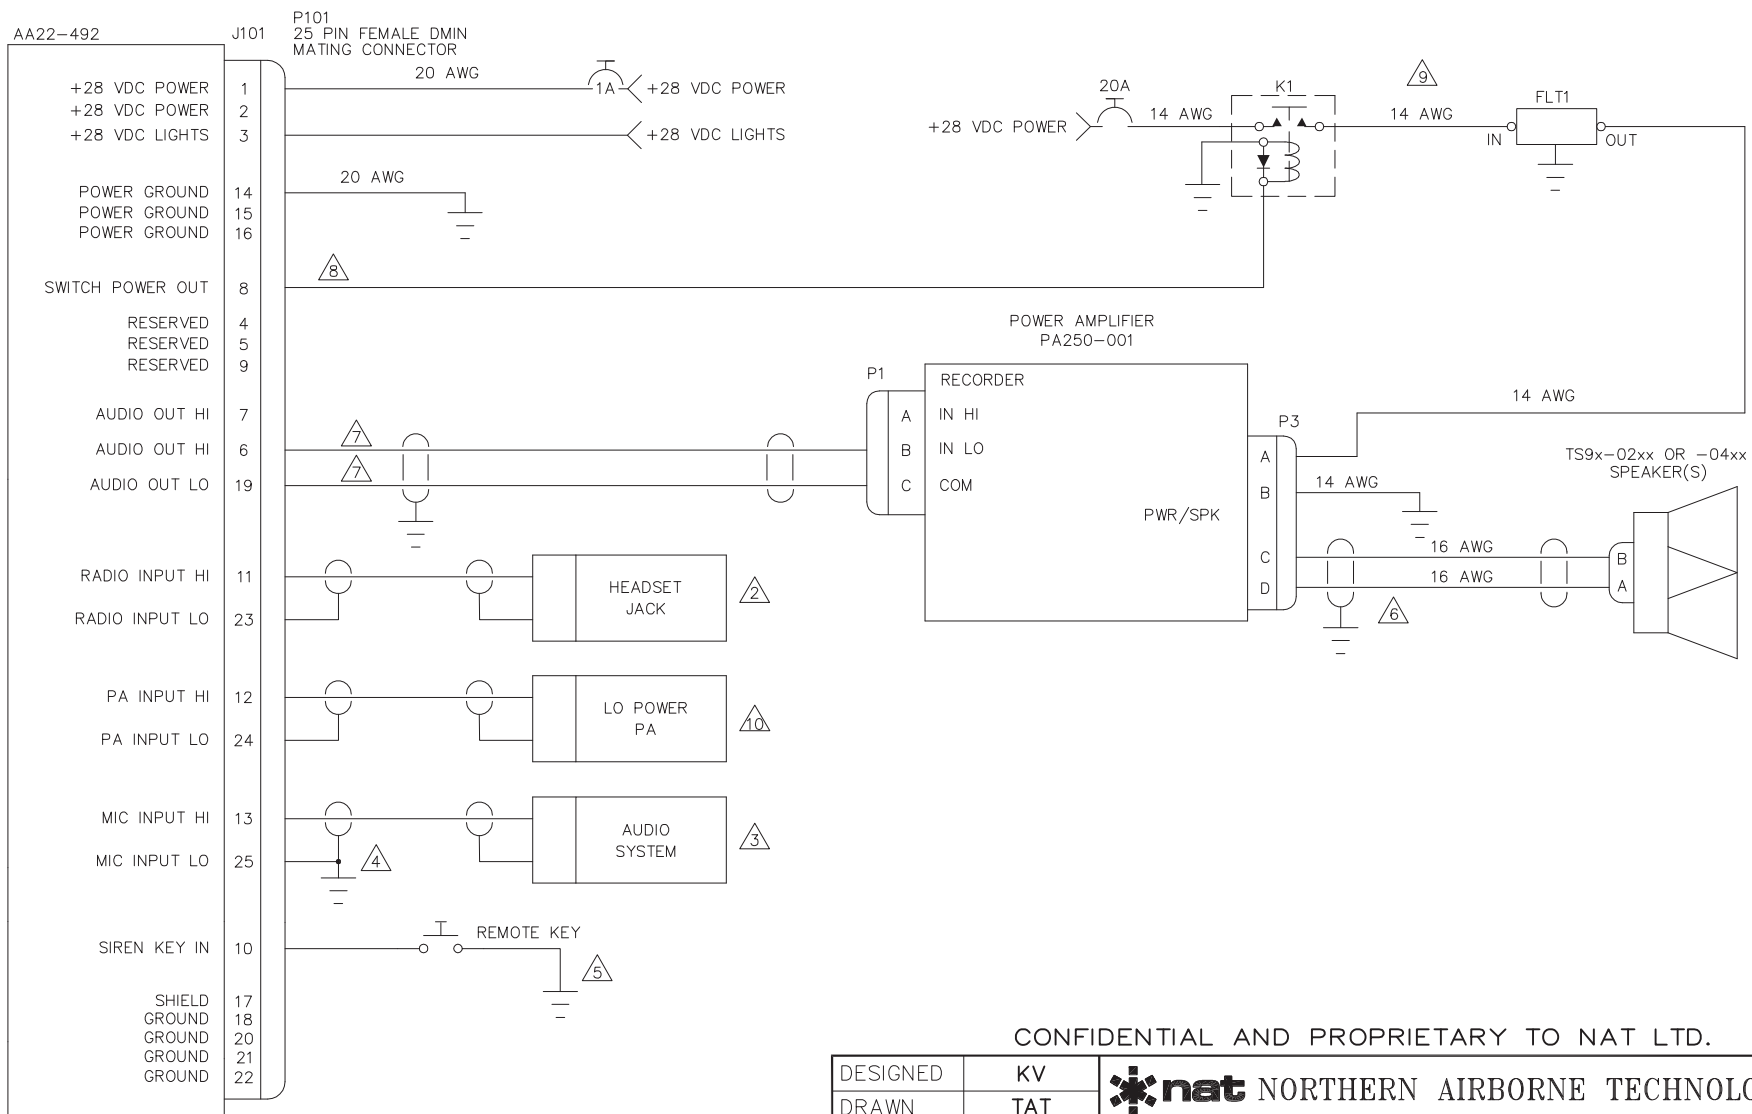 AA22-492
J101
P101
25 PIN FEMALE DMIN
MATING CONNECTOR
+28 VDC POWER 1
20 AWG
1A
+28 VDC POWER
+28 VDC POWER 2
+28 VDC LIGHTS 3
+28 VDC LIGHTS
POWER GROUND 14
20 AWG
POWER GROUND 15
POWER GROUND 16
SWITCH POWER OUT 8
8
RESERVED 4
RESERVED 5
RESERVED 9
AUDIO OUT HI 7
AUDIO OUT HI 6
7
AUDIO OUT LO 19
7
RADIO INPUT HI 11
RADIO INPUT LO 23
HEADSET
JACK
2
PA INPUT HI 12
PA INPUT LO 24
LO POWER
PA
10
MIC INPUT HI 13
MIC INPUT LO 25
4
AUDIO
SYSTEM
3
SIREN KEY IN 10
REMOTE KEY
5
SHIELD 17
GROUND 18
GROUND 20
GROUND 21
GROUND 22
+28 VDC POWER
20A
14 AWG
K1
9
14 AWG
IN
FLT1
OUT
14 AWG
POWER AMPLIFIER
PA250-001
P1
RECORDER
A IN HI
B IN LO
C COM
PWR/SPK
P3
A
B
C
D
14 AWG
16 AWG
16 AWG
6
TS9x-02xx OR -04xx
SPEAKER(S)
B
A
CONFIDENTIAL AND PROPRIETARY TO NAT LTD.
DESIGNED KV
DRAWN TAT
nat NORTHERN AIRBORNE TECHNOLO